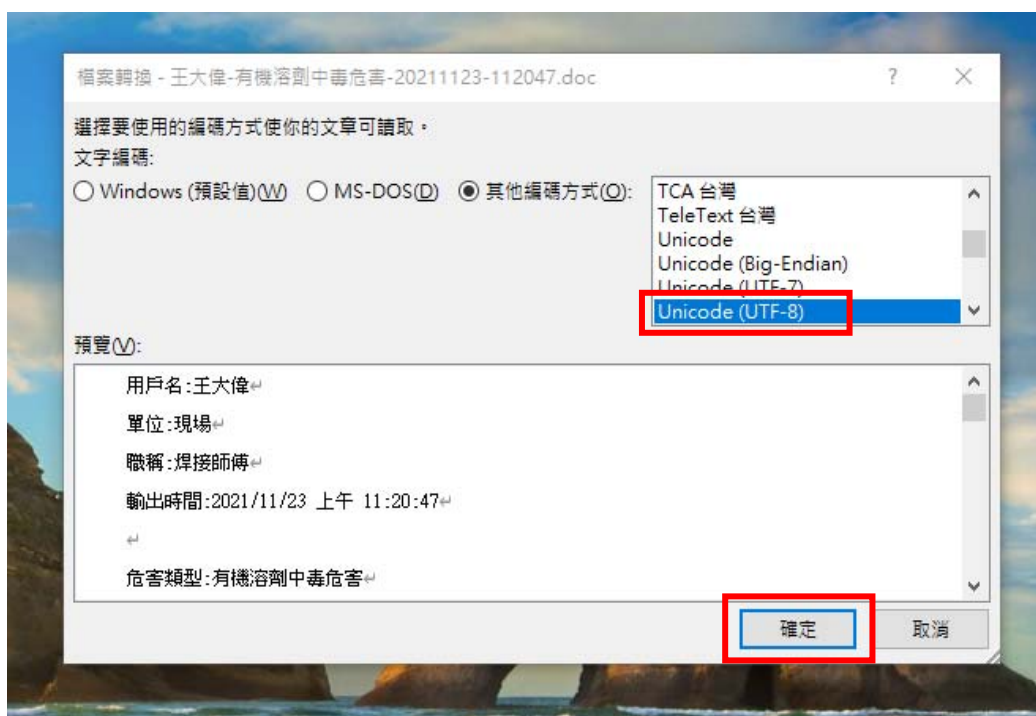 檔案轉換 - 王大偉-有機溶劑中毒危害-20211123-112047.doc ? ×
選擇要使用的編碼方式使你的文章可讀取。
文字編碼:
Windows (預設值)(W) MS-DOS(D) 其他編碼方式(O):
TCA 台灣
TeleText 台灣
Unicode
Unicode (Big-Endian)
Unicode (UTF-7)
Unicode (UTF-8)
預覽(V):
用戶名:王大偉↵
單位:現場↵
職稱:焊接師傅↵
輸出時間:2021/11/23 上午 11:20:47↵
↵
危害類型:有機溶劑中毒危害↵
確定 取消